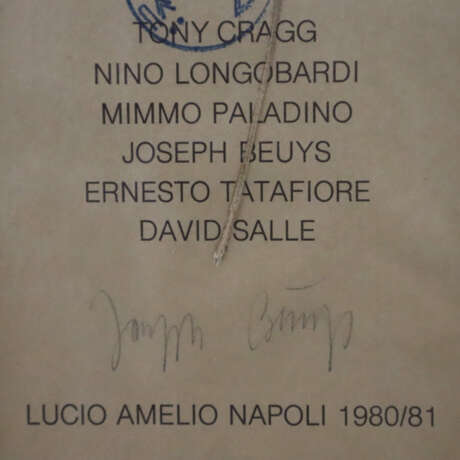 TONY CRAGG
NINO LONGOBARDI
MIMMO PALADINO
JOSEPH BEUYS
ERNESTO TATAFIORE
DAVID SALLE
Joseph Beuys
LUCIO AMELIO NAPOLI 1980/81